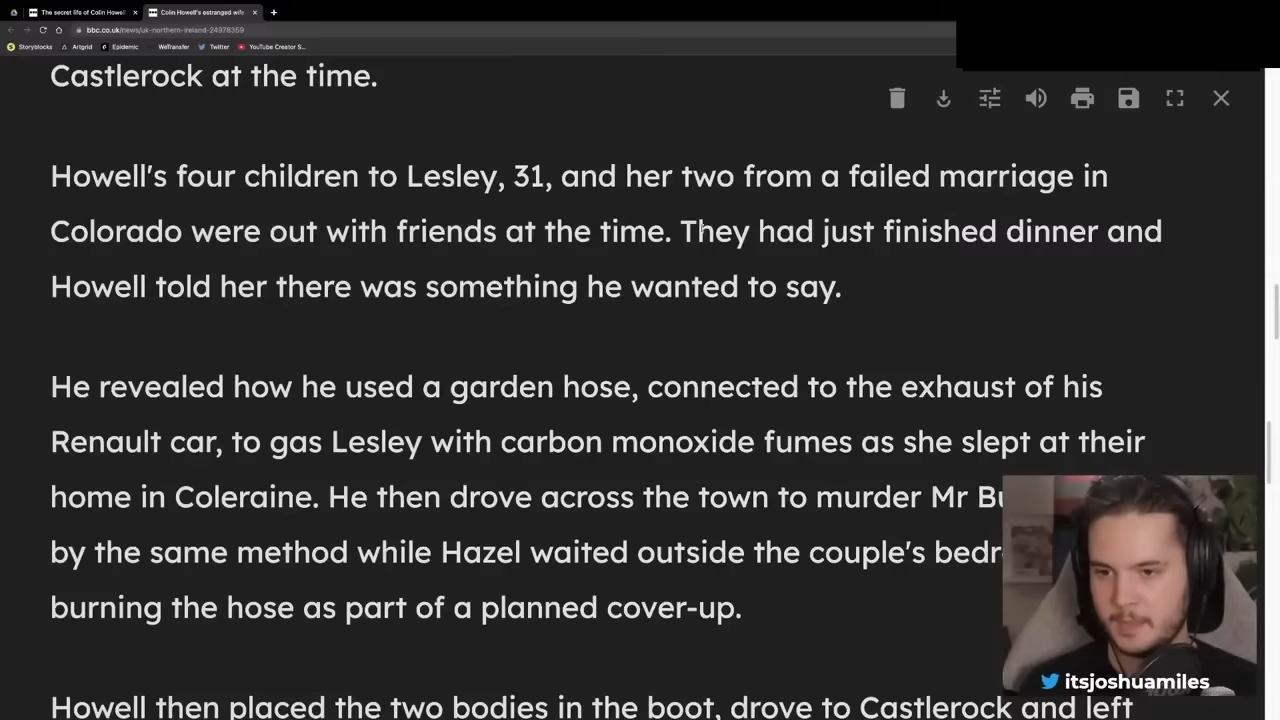 The secret life of Colin Howell
Colin Howell's estranged wife
bbc.co.uk/news/uk-northern-ireland-24978359
Storyblocks Artgrid Epidemic WeTransfer Twitter YouTube Creator S...
Castlerock at the time.
Howell's four children to Lesley, 31, and her two from a failed marriage in
Colorado were out with friends at the time. They had just finished dinner and
Howell told her there was something he wanted to say.
He revealed how he used a garden hose, connected to the exhaust of his
Renault car, to gas Lesley with carbon monoxide fumes as she slept at their
home in Coleraine. He then drove across the town to murder Mr Bu
by the same method while Hazel waited outside the couple's bedr
burning the hose as part of a planned cover-up.
Howell then placed the two bodies in the boot, drove to Castlerock and left
itsjoshuamiles